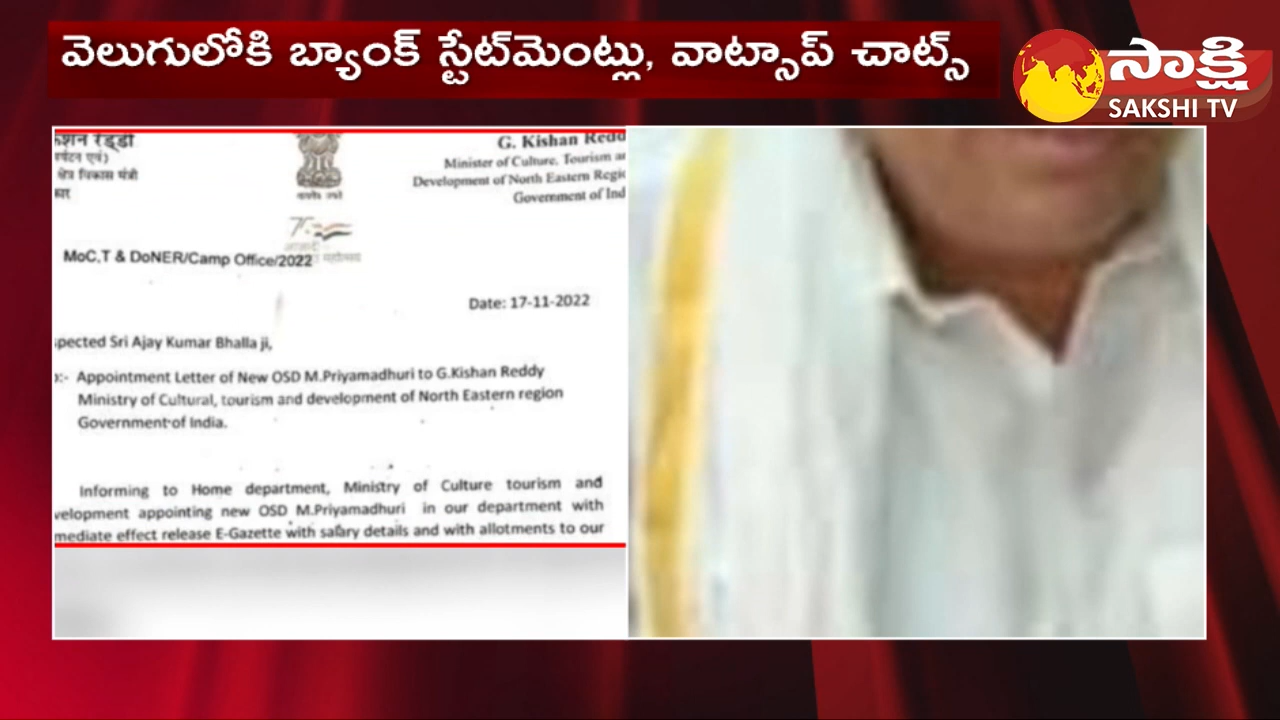 వెలుగులోకి బ్యాంక్ స్టేట్‌మెంట్లు, వాట్సాప్ చాట్స్
సాక్షి
SAKSHI TV
G. Kishan Redd
Minister of Culture, Tourism a
Development of North Eastern Regi
Government of Ind
MoC,T & DoNER/Camp Office/2022
Date: 17-11-2022
pected Sri Ajay Kumar Bhalla ji,
:- Appointment Letter of New OSD M.Priyamadhuri to G.Kishan Reddy
Ministry of Cultural, tourism and development of North Eastern region
Government of India.
Informing to Home department, Ministry of Culture tourism and
velopment appointing new OSD M.Priyamadhuri in our department with
mediate effect release E-Gazette with salary details and with allotments to our